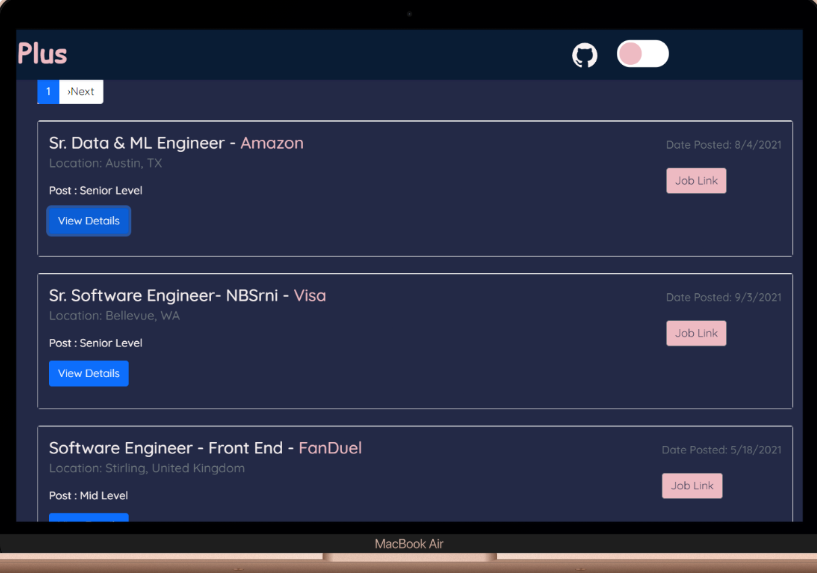 Plus
1 ›Next
Sr. Data & ML Engineer - Amazon
Date Posted: 8/4/2021
Location: Austin, TX
Job Link
Post : Senior Level
View Details
Sr. Software Engineer- NBSrni - Visa
Date Posted: 9/3/2021
Location: Bellevue, WA
Job Link
Post : Senior Level
View Details
Software Engineer - Front End - FanDuel
Date Posted: 5/18/2021
Location: Stirling, United Kingdom
Job Link
Post : Mid Level
MacBook Air